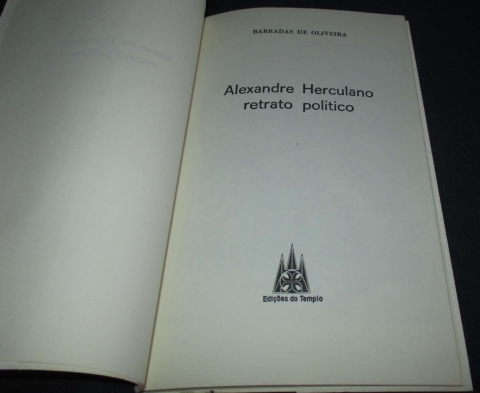 BARRADAS DE OLIVEIRA
Alexandre Herculano
retrato politico
Edições do Templo